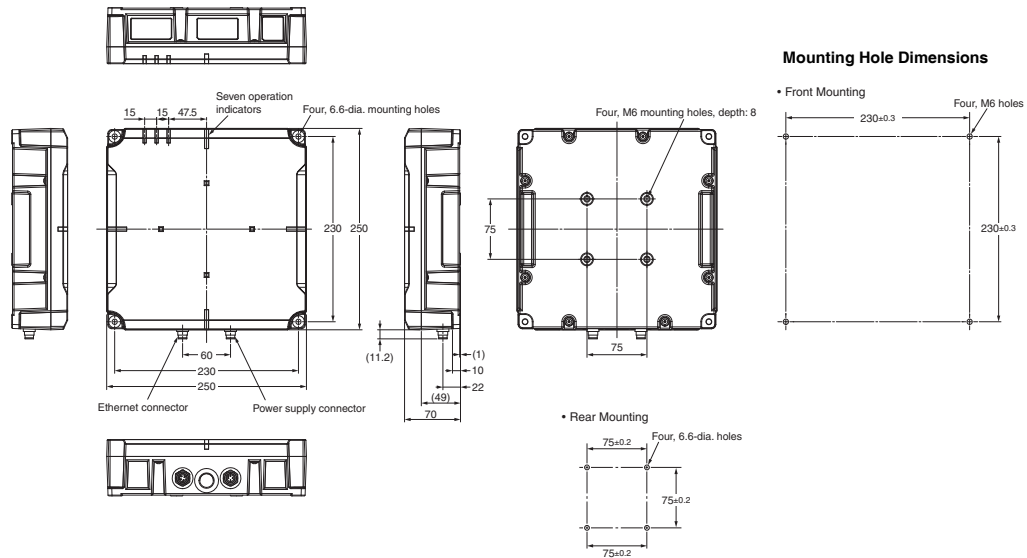 Mounting Hole Dimensions
• Front Mounting
Four, M6 holes
230±0.3
230±0.3
Seven operation
indicators
15
15
47.5
Four, 6.6-dia. mounting holes
Four, M6 mounting holes, depth: 8
230
250
75
60
230
250
(11.2)
(1)
10
22
(49)
70
75
Ethernet connector
Power supply connector
• Rear Mounting
75±0.2
Four, 6.6-dia. holes
75±0.2
75±0.2